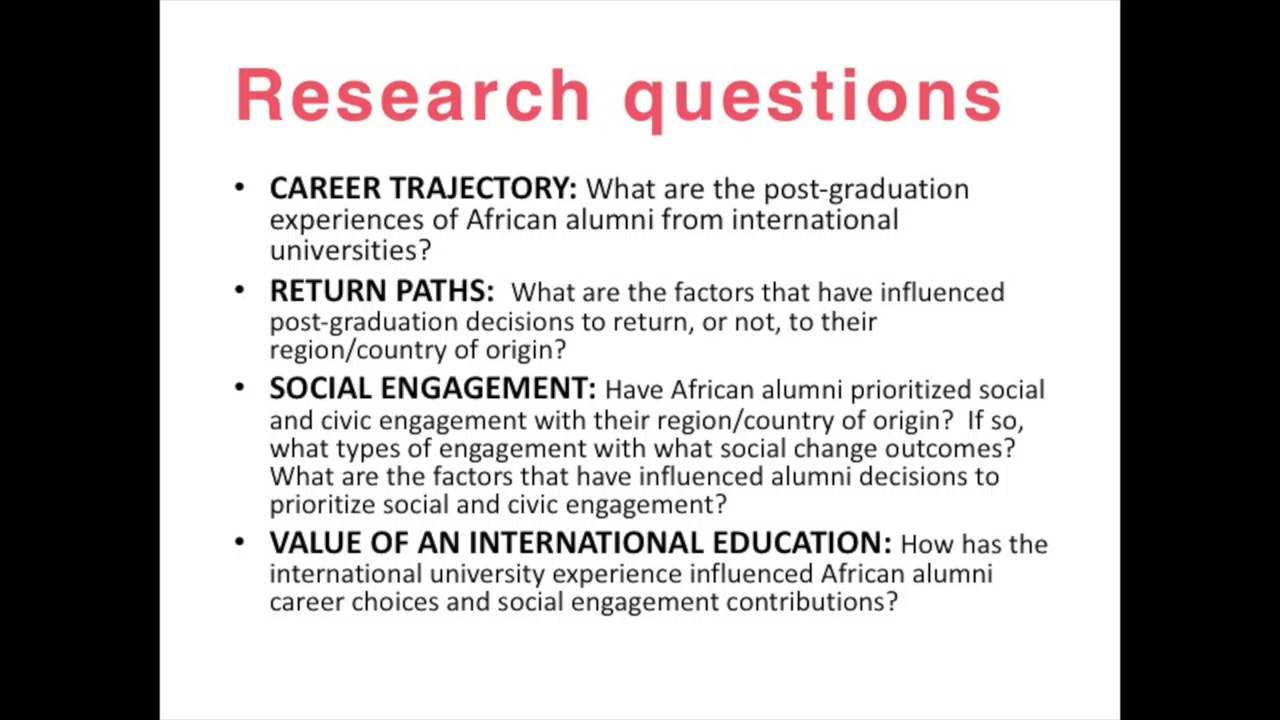 Research questions
• CAREER TRAJECTORY: What are the post-graduation
experiences of African alumni from international
universities?
• RETURN PATHS:  What are the factors that have influenced
post-graduation decisions to return, or not, to their
region/country of origin?
• SOCIAL ENGAGEMENT: Have African alumni prioritized social
and civic engagement with their region/country of origin?  If so,
what types of engagement with what social change outcomes?
What are the factors that have influenced alumni decisions to
prioritize social and civic engagement?
• VALUE OF AN INTERNATIONAL EDUCATION: How has the
international university experience influenced African alumni
career choices and social engagement contributions?